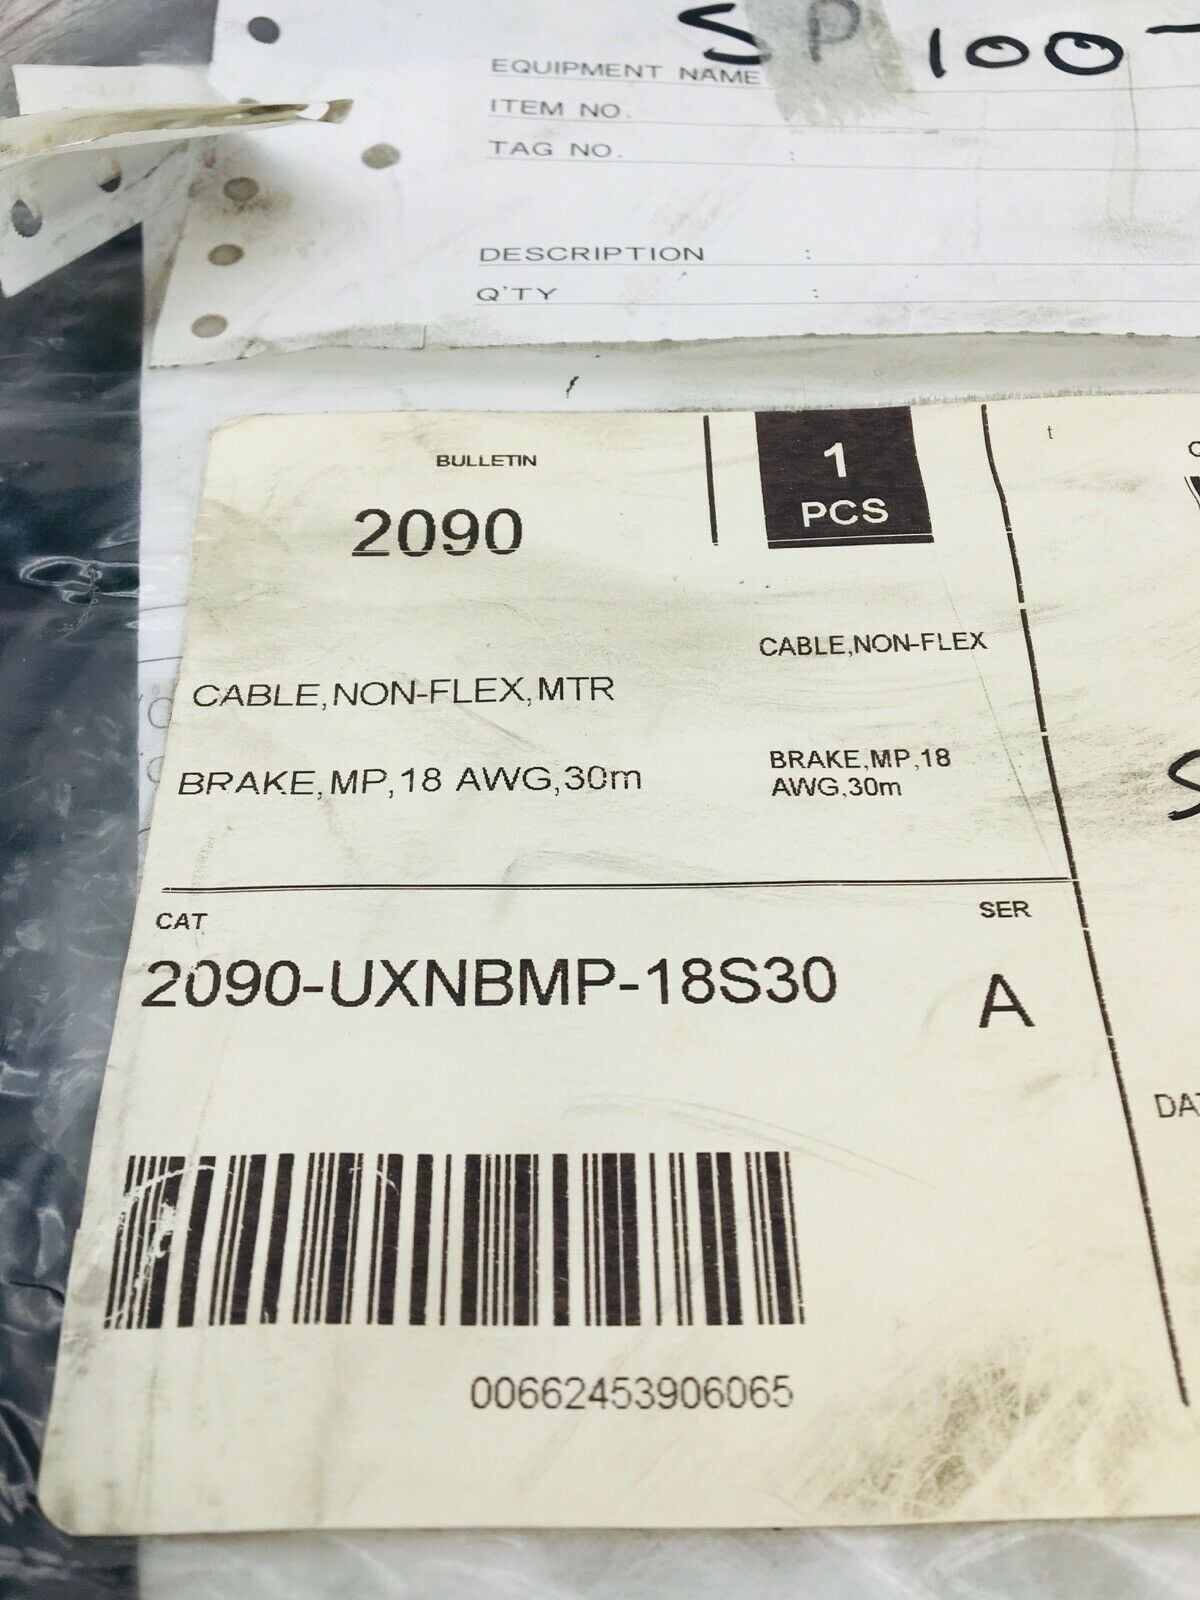 SP 100-
EQUIPMENT NAME
ITEM NO.
TAG NO. :
DESCRIPTION :
Q'TY :
BULLETIN
2090
1
PCS
CABLE,NON-FLEX,MTR
BRAKE,MP,18 AWG,30m
CABLE,NON-FLEX
BRAKE,MP,18
AWG,30m
CAT
2090-UXNBMP-18S30
SER
A
00662453906065